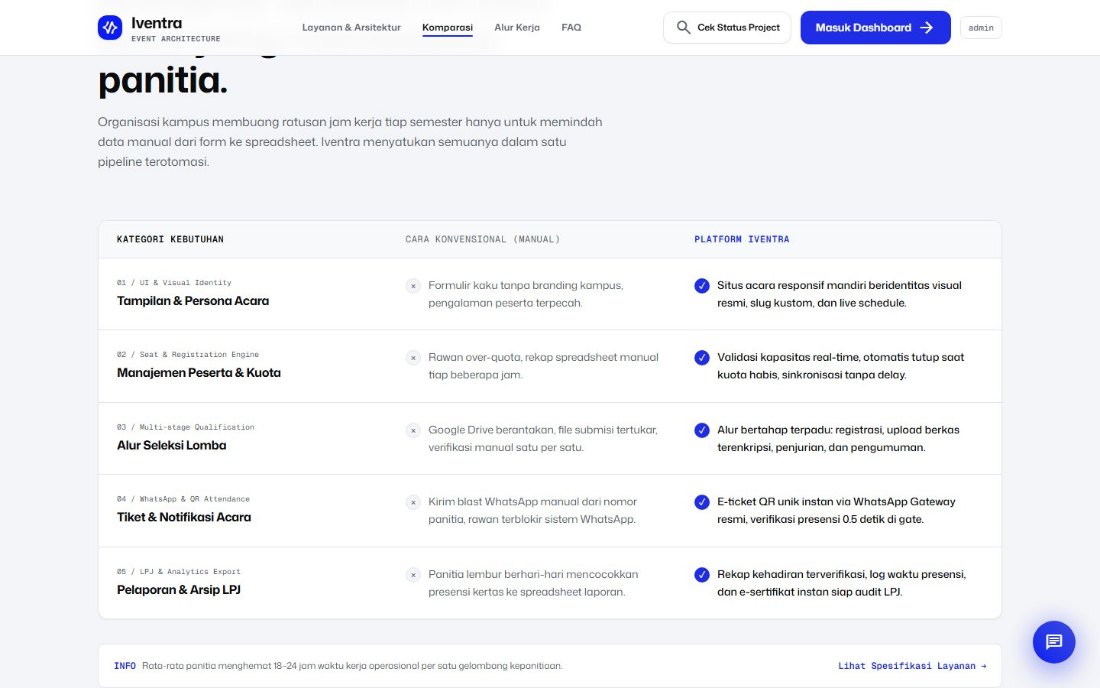 Iventra
EVENT ARCHITECTURE
Layanan & Arsitektur
Komparasi
Alur Kerja
FAQ
Cek Status Project
Masuk Dashboard →
admin
panitia.
Organisasi kampus membuang ratusan jam kerja tiap semester hanya untuk memindah
data manual dari form ke spreadsheet. Iventra menyatukan semuanya dalam satu
pipeline terotomasi.
KATEGORI KEBUTUHAN
CARA KONVENSIONAL (MANUAL)
PLATFORM IVENTRA
01 / UI & Visual Identity
Tampilan & Persona Acara
Formulir kaku tanpa branding kampus,
pengalaman peserta terpecah.
Situs acara responsif mandiri beridentitas visual
resmi, slug kustom, dan live schedule.
02 / Seat & Registration Engine
Manajemen Peserta & Kuota
Rawan over-quota, rekap spreadsheet manual
tiap beberapa jam.
Validasi kapasitas real-time, otomatis tutup saat
kuota habis, sinkronisasi tanpa delay.
03 / Multi-stage Qualification
Alur Seleksi Lomba
Google Drive berantakan, file submisi tertukar,
verifikasi manual satu per satu.
Alur bertahap terpadu: registrasi, upload berkas
terenkripsi, penjurian, dan pengumuman.
04 / WhatsApp & QR Attendance
Tiket & Notifikasi Acara
Kirim blast WhatsApp manual dari nomor
panitia, rawan terblokir sistem WhatsApp.
E-ticket QR unik instan via WhatsApp Gateway
resmi, verifikasi presensi 0.5 detik di gate.
05 / LPJ & Analytics Export
Pelaporan & Arsip LPJ
Panitia lembur berhari-hari mencocokkan
presensi kertas ke spreadsheet laporan.
Rekap kehadiran terverifikasi, log waktu presensi,
dan e-sertifikat instan siap audit LPJ.
INFO Rata-rata panitia menghemat 18–24 jam waktu kerja operasional per satu gelombang kepanitiaan.
Lihat Spesifikasi Layanan →